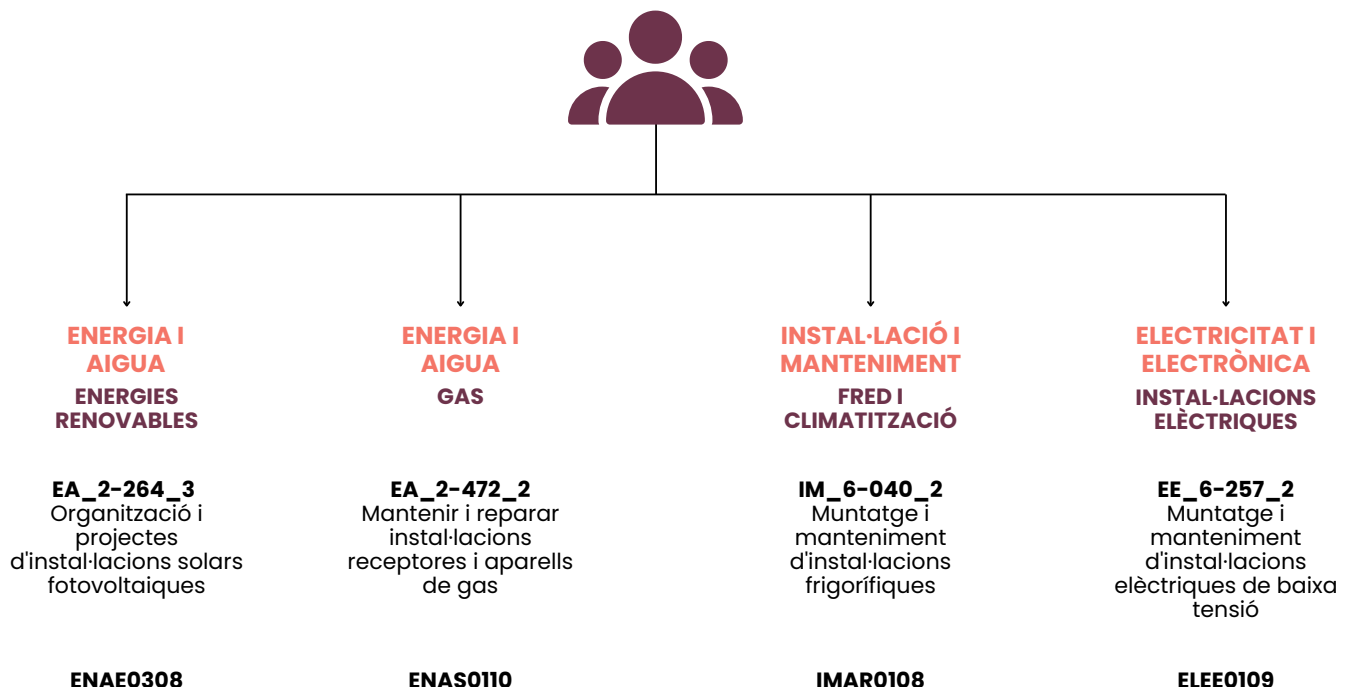 ENERGIA I
AIGUA
ENERGIES
RENOVABLES
EA_2-264_3
Organització i
projectes
d'instal·lacions solars
fotovoltaiques
ENAE0308
ENERGIA I
AIGUA
GAS
EA_2-472_2
Mantenir i reparar
instal·lacions
receptores i aparells
de gas
ENAS0110
INSTAL·LACIÓ I
MANTENIMENT
FRED I
CLIMATITZACIÓ
IM_6-040_2
Muntatge i
manteniment
d'instal·lacions
frigorífiques
IMAR0108
ELECTRICITAT I
ELECTRÒNICA
INSTAL·LACIONS
ELÈCTRIQUES
EE_6-257_2
Muntatge i
manteniment
d'instal·lacions
elèctriques de baixa
tensió
ELEE0109